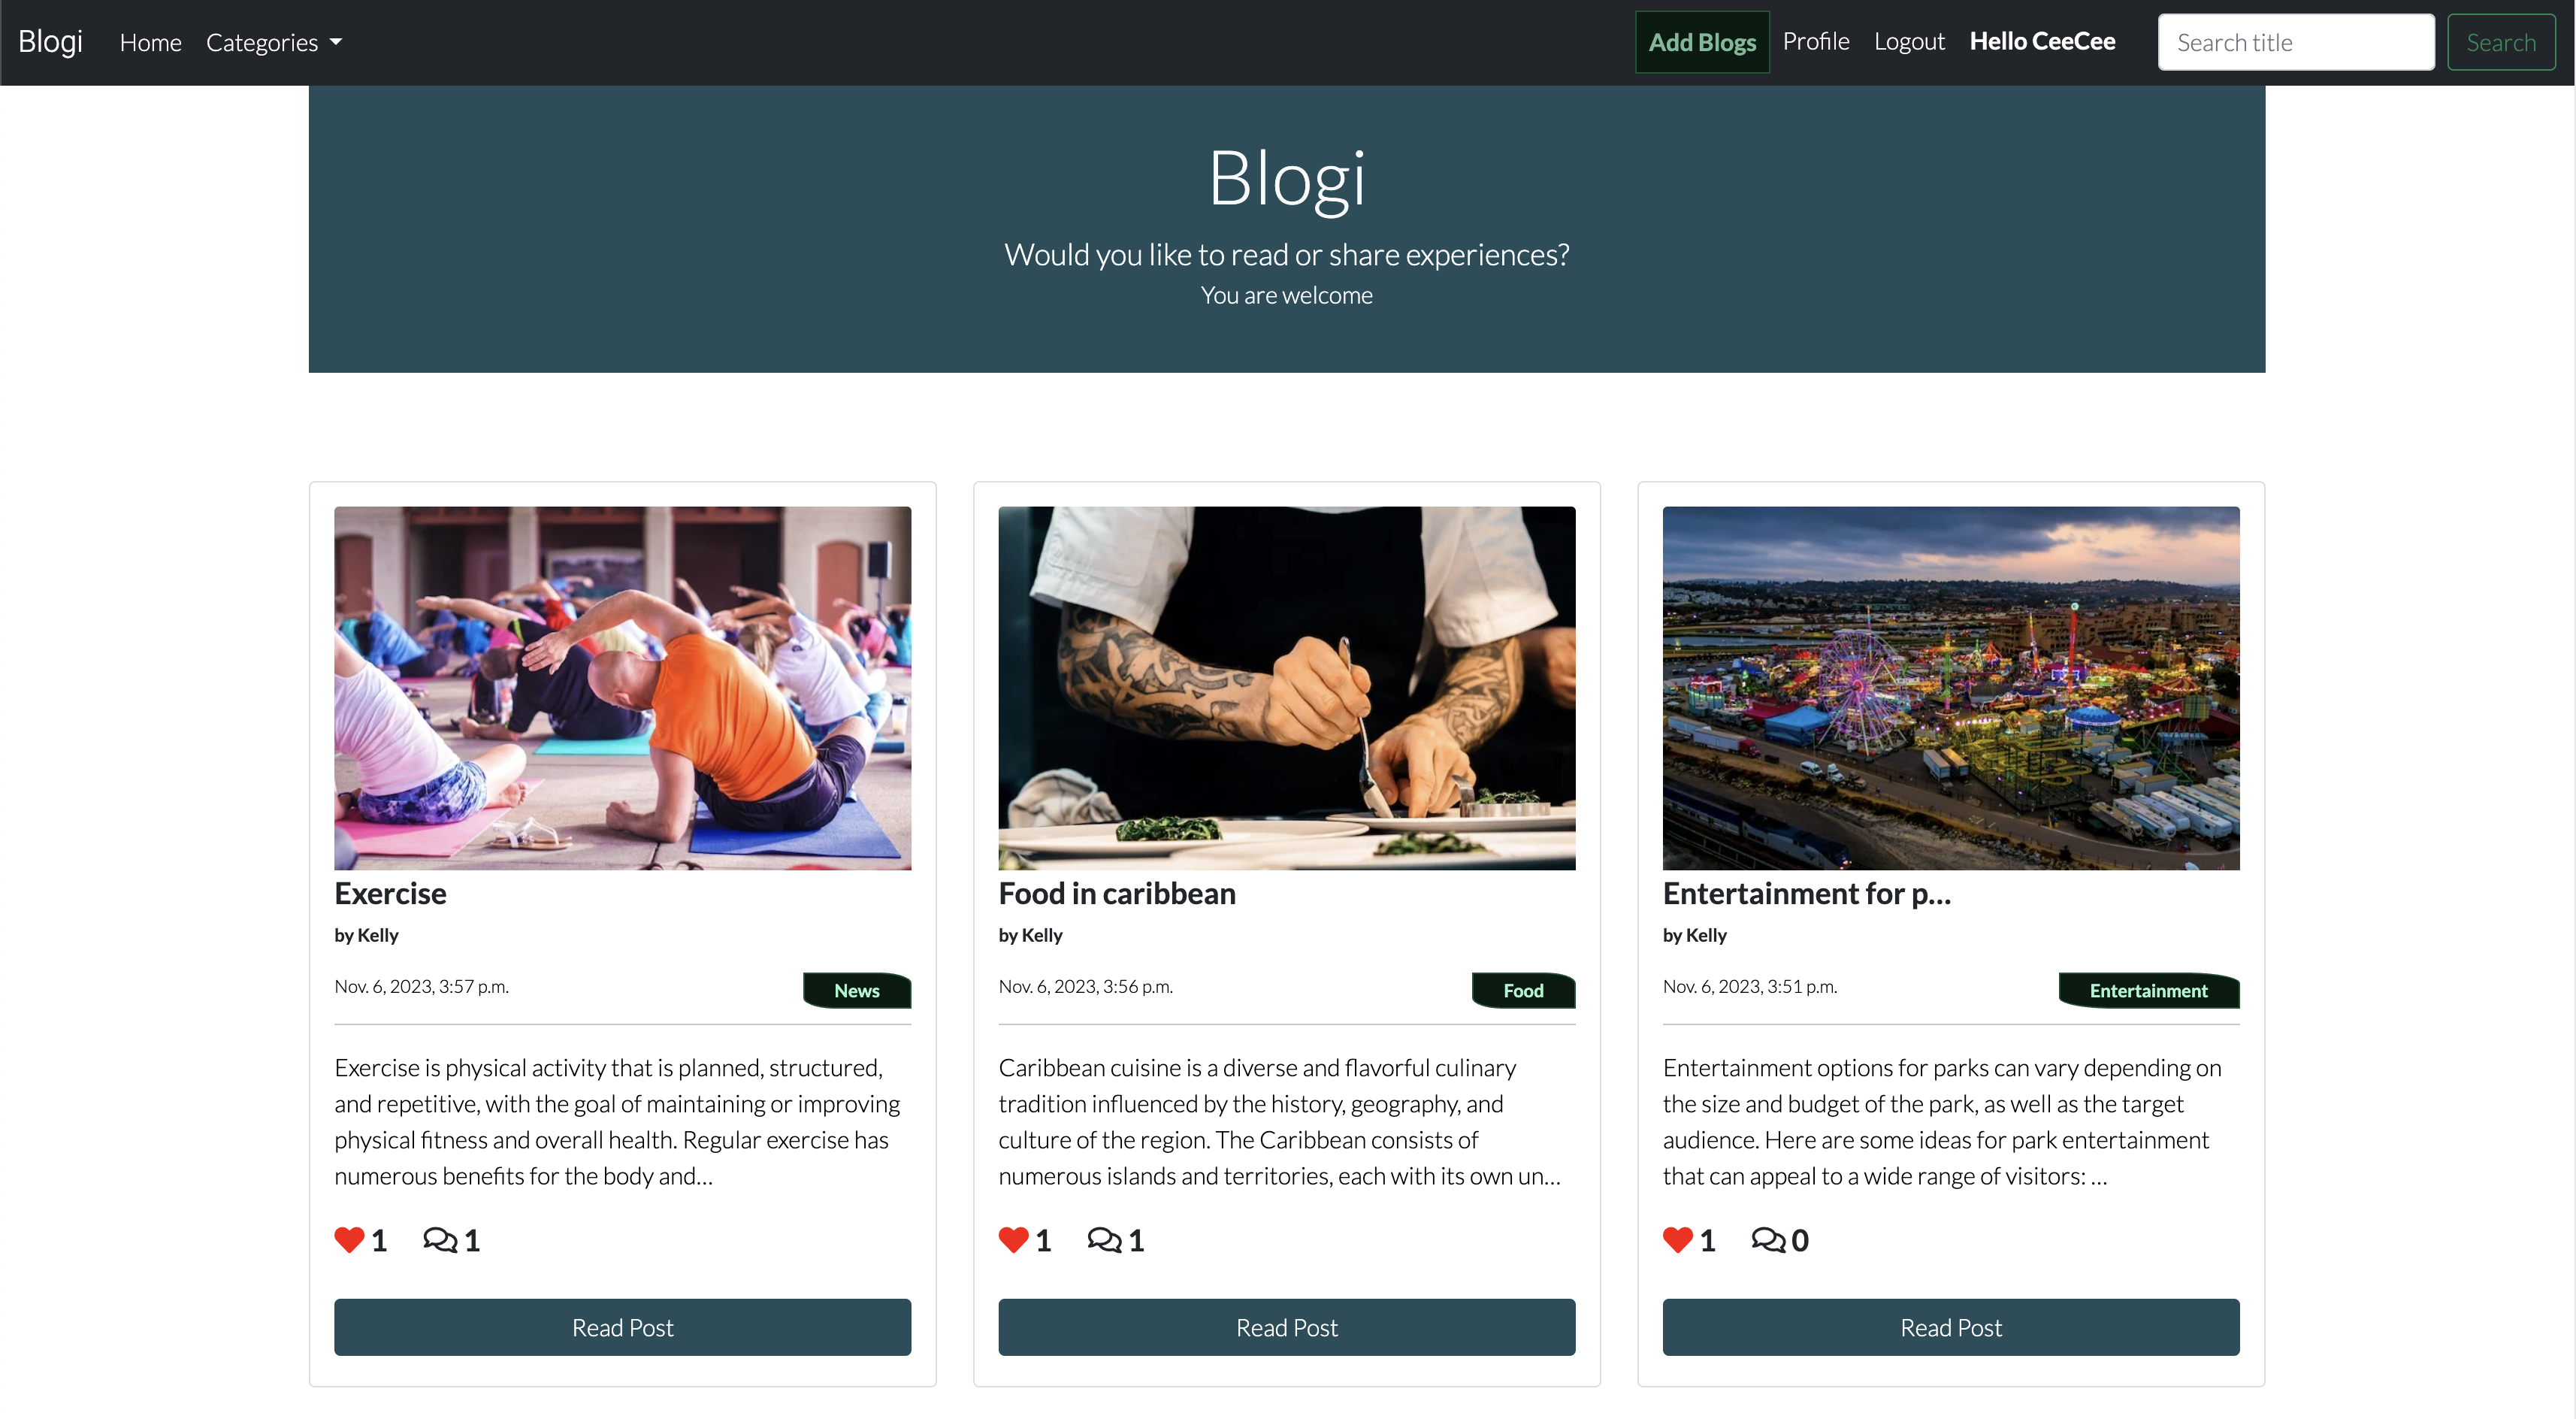 Blogi Home Categories Add Blogs Profile Logout Hello CeeCee Search title Search
Blogi
Would you like to read or share experiences?
You are welcome
Exercise
by Kelly
Nov. 6, 2023, 3:57 p.m. News
Exercise is physical activity that is planned, structured,
and repetitive, with the goal of maintaining or improving
physical fitness and overall health. Regular exercise has
numerous benefits for the body and...
1 1
Read Post
Food in caribbean
by Kelly
Nov. 6, 2023, 3:56 p.m. Food
Caribbean cuisine is a diverse and flavorful culinary
tradition influenced by the history, geography, and
culture of the region. The Caribbean consists of
numerous islands and territories, each with its own un...
1 1
Read Post
Entertainment for p...
by Kelly
Nov. 6, 2023, 3:51 p.m. Entertainment
Entertainment options for parks can vary depending on
the size and budget of the park, as well as the target
audience. Here are some ideas for park entertainment
that can appeal to a wide range of visitors: ...
1 0
Read Post